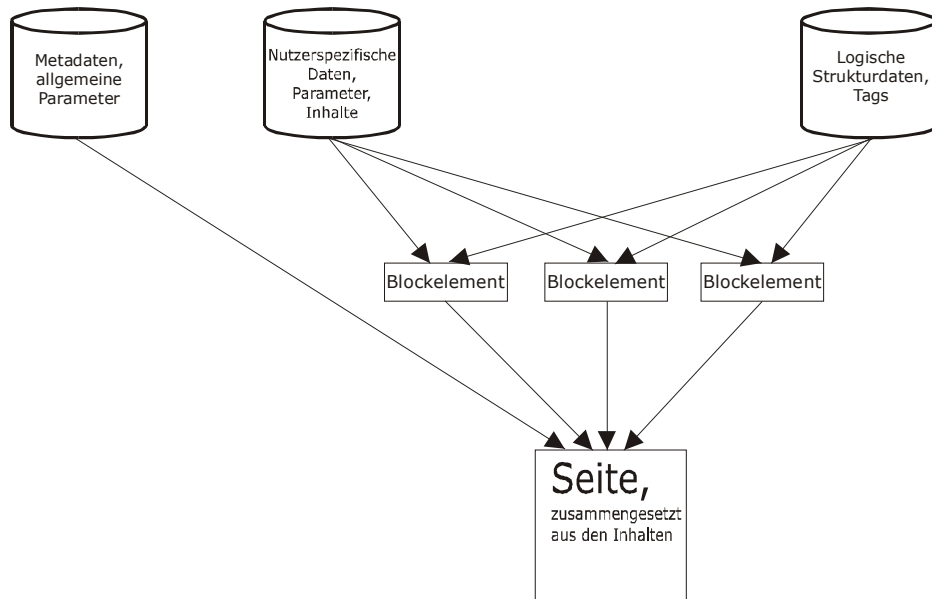 Metadaten,
allgemeine
Parameter
Nutzerspezifische
Daten,
Parameter,
Inhalte
Logische
Strukturdaten,
Tags
Blockelement
Blockelement
Blockelement
Seite,
zusammengesetzt
aus den Inhalten